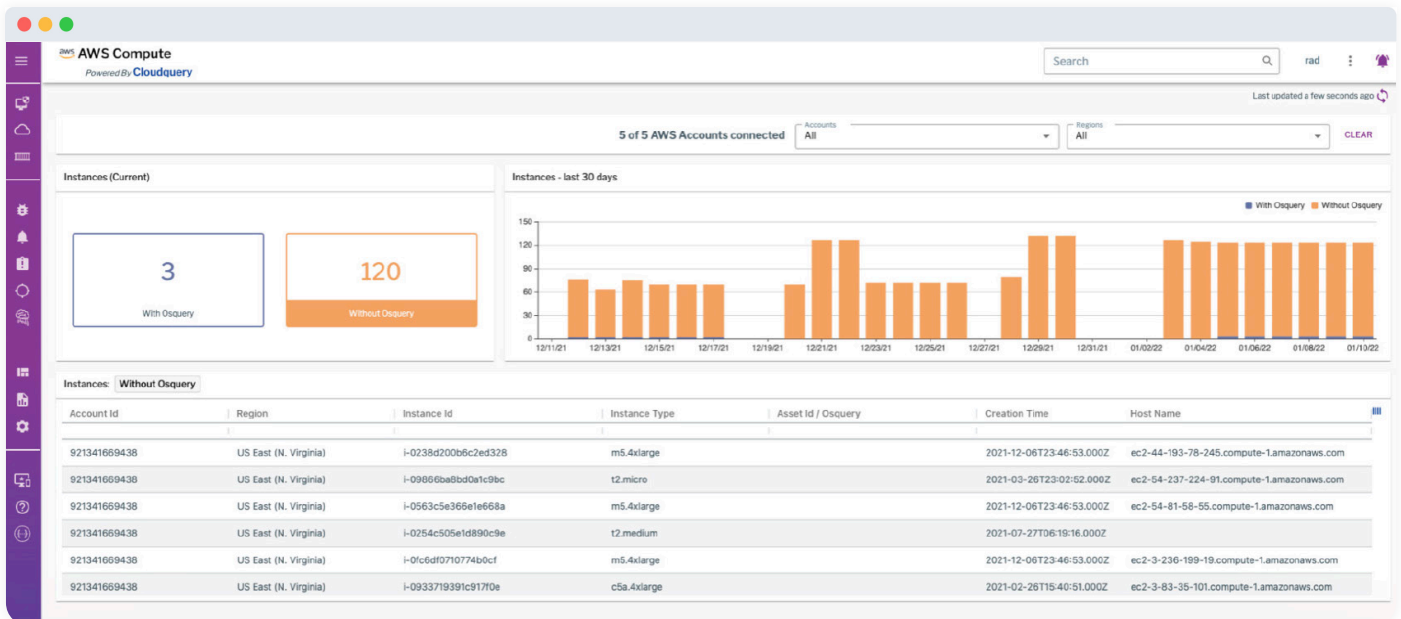 aws AWS Compute
Powered By Cloudquery
Search
rad
Last updated a few seconds ago
5 of 5 AWS Accounts connected
Accounts
All
Regions
All
CLEAR
Instances (Current)
3
With Osquery
120
Without Osquery
Instances - last 30 days
With Osquery Without Osquery
150
120
90
60
30
0
12/11/21 12/13/21 12/15/21 12/17/21 12/19/21 12/21/21 12/23/21 12/25/21 12/27/21 12/29/21 12/31/21 01/02/22 01/04/22 01/06/22 01/08/22 01/10/22
Instances: Without Osquery
Account Id Region Instance Id Instance Type Asset Id / Osquery Creation Time Host Name
921341669438 US East (N. Virginia) i-0238d200b6c2ed328 m5.4xlarge 2021-12-06T23:46:53.000Z ec2-44-193-78-245.compute-1.amazonaws.com
921341669438 US East (N. Virginia) i-09866ba8bd0a1c9bc t2.micro 2021-03-26T23:02:52.000Z ec2-54-237-224-91.compute-1.amazonaws.com
921341669438 US East (N. Virginia) i-0563c5e366e1e668a m5.4xlarge 2021-12-06T23:46:53.000Z ec2-54-81-58-55.compute-1.amazonaws.com
921341669438 US East (N. Virginia) i-0254c505e1d890c9e t2.medium 2021-07-27T06:19:16.000Z
921341669438 US East (N. Virginia) i-0fc6df0710774b0cf m5.4xlarge 2021-12-06T23:46:53.000Z ec2-3-236-199-19.compute-1.amazonaws.com
921341669438 US East (N. Virginia) i-0933719391c917f0e c5a.4xlarge 2021-02-26T15:40:51.000Z ec2-3-83-35-101.compute-1.amazonaws.com